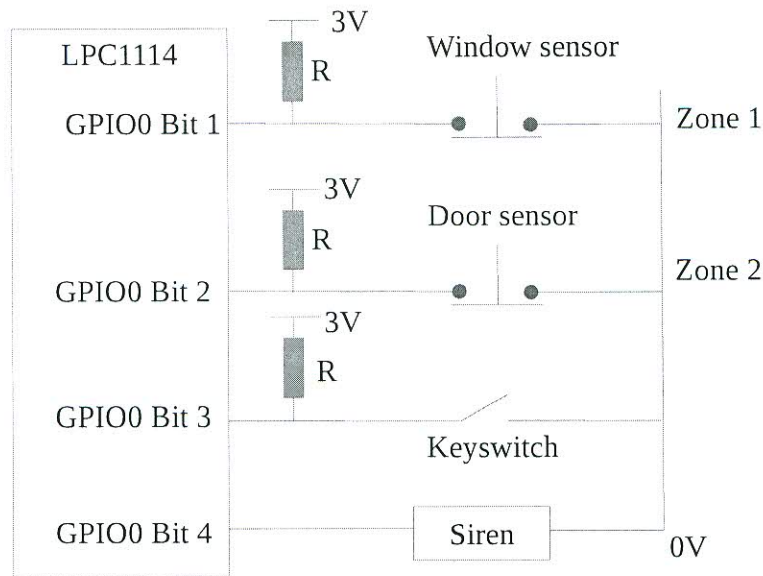 3V
LPC1114
R
Window sensor
GPIO0 Bit 1
Zone 1
3V
R
Door sensor
GPIO0 Bit 2
Zone 2
3V
R
GPIO0 Bit 3
Keyswitch
GPIO0 Bit 4
Siren
0V